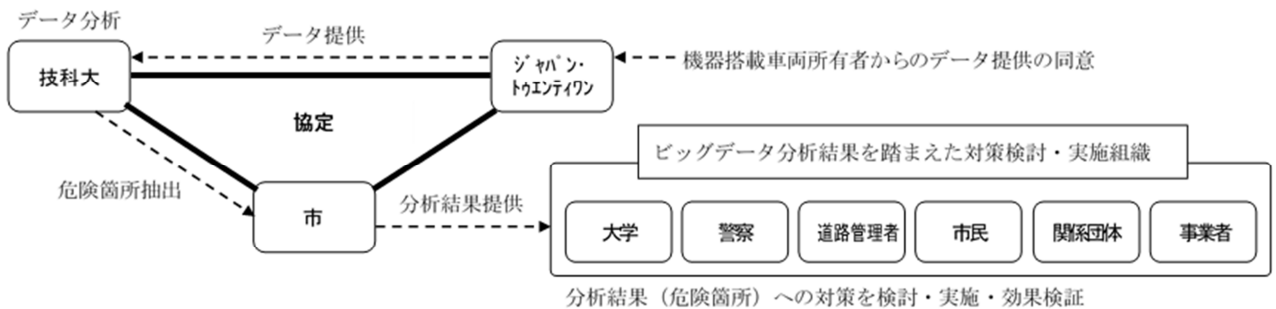 データ分析
データ提供
技科大
ｼﾞｬﾊﾟﾝ・
ﾄｩｴﾝﾃｨﾜﾝ
機器搭載車両所有者からのデータ提供の同意
協定
ビッグデータ分析結果を踏まえた対策検討・実施組織
危険箇所抽出
市
分析結果提供
大学
警察
道路管理者
市民
関係団体
事業者
分析結果（危険箇所）への対策を検討・実施・効果検証